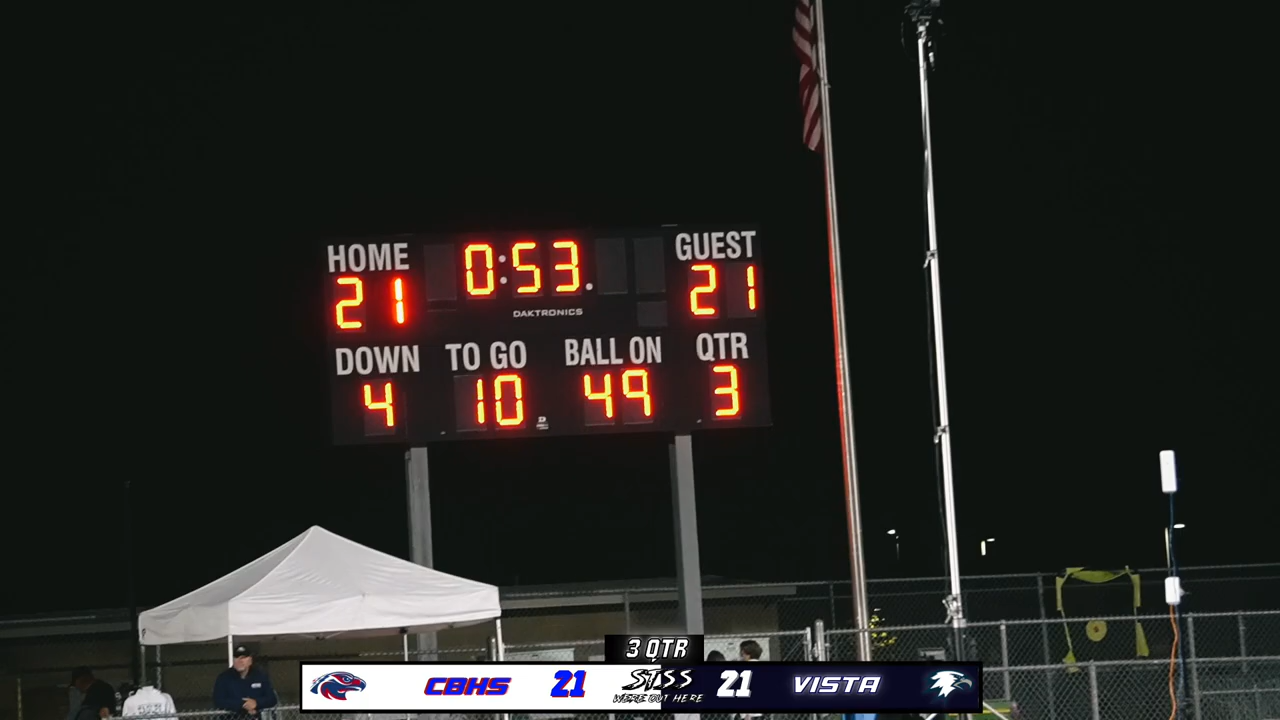 HOME 0:53. GUEST
21 21
DAKTRONICS
DOWN TO GO BALL ON QTR
4 10 49 3
3 QTR
CBHS 21 S7SS 21 VISTA
WE'RE OUT HERE